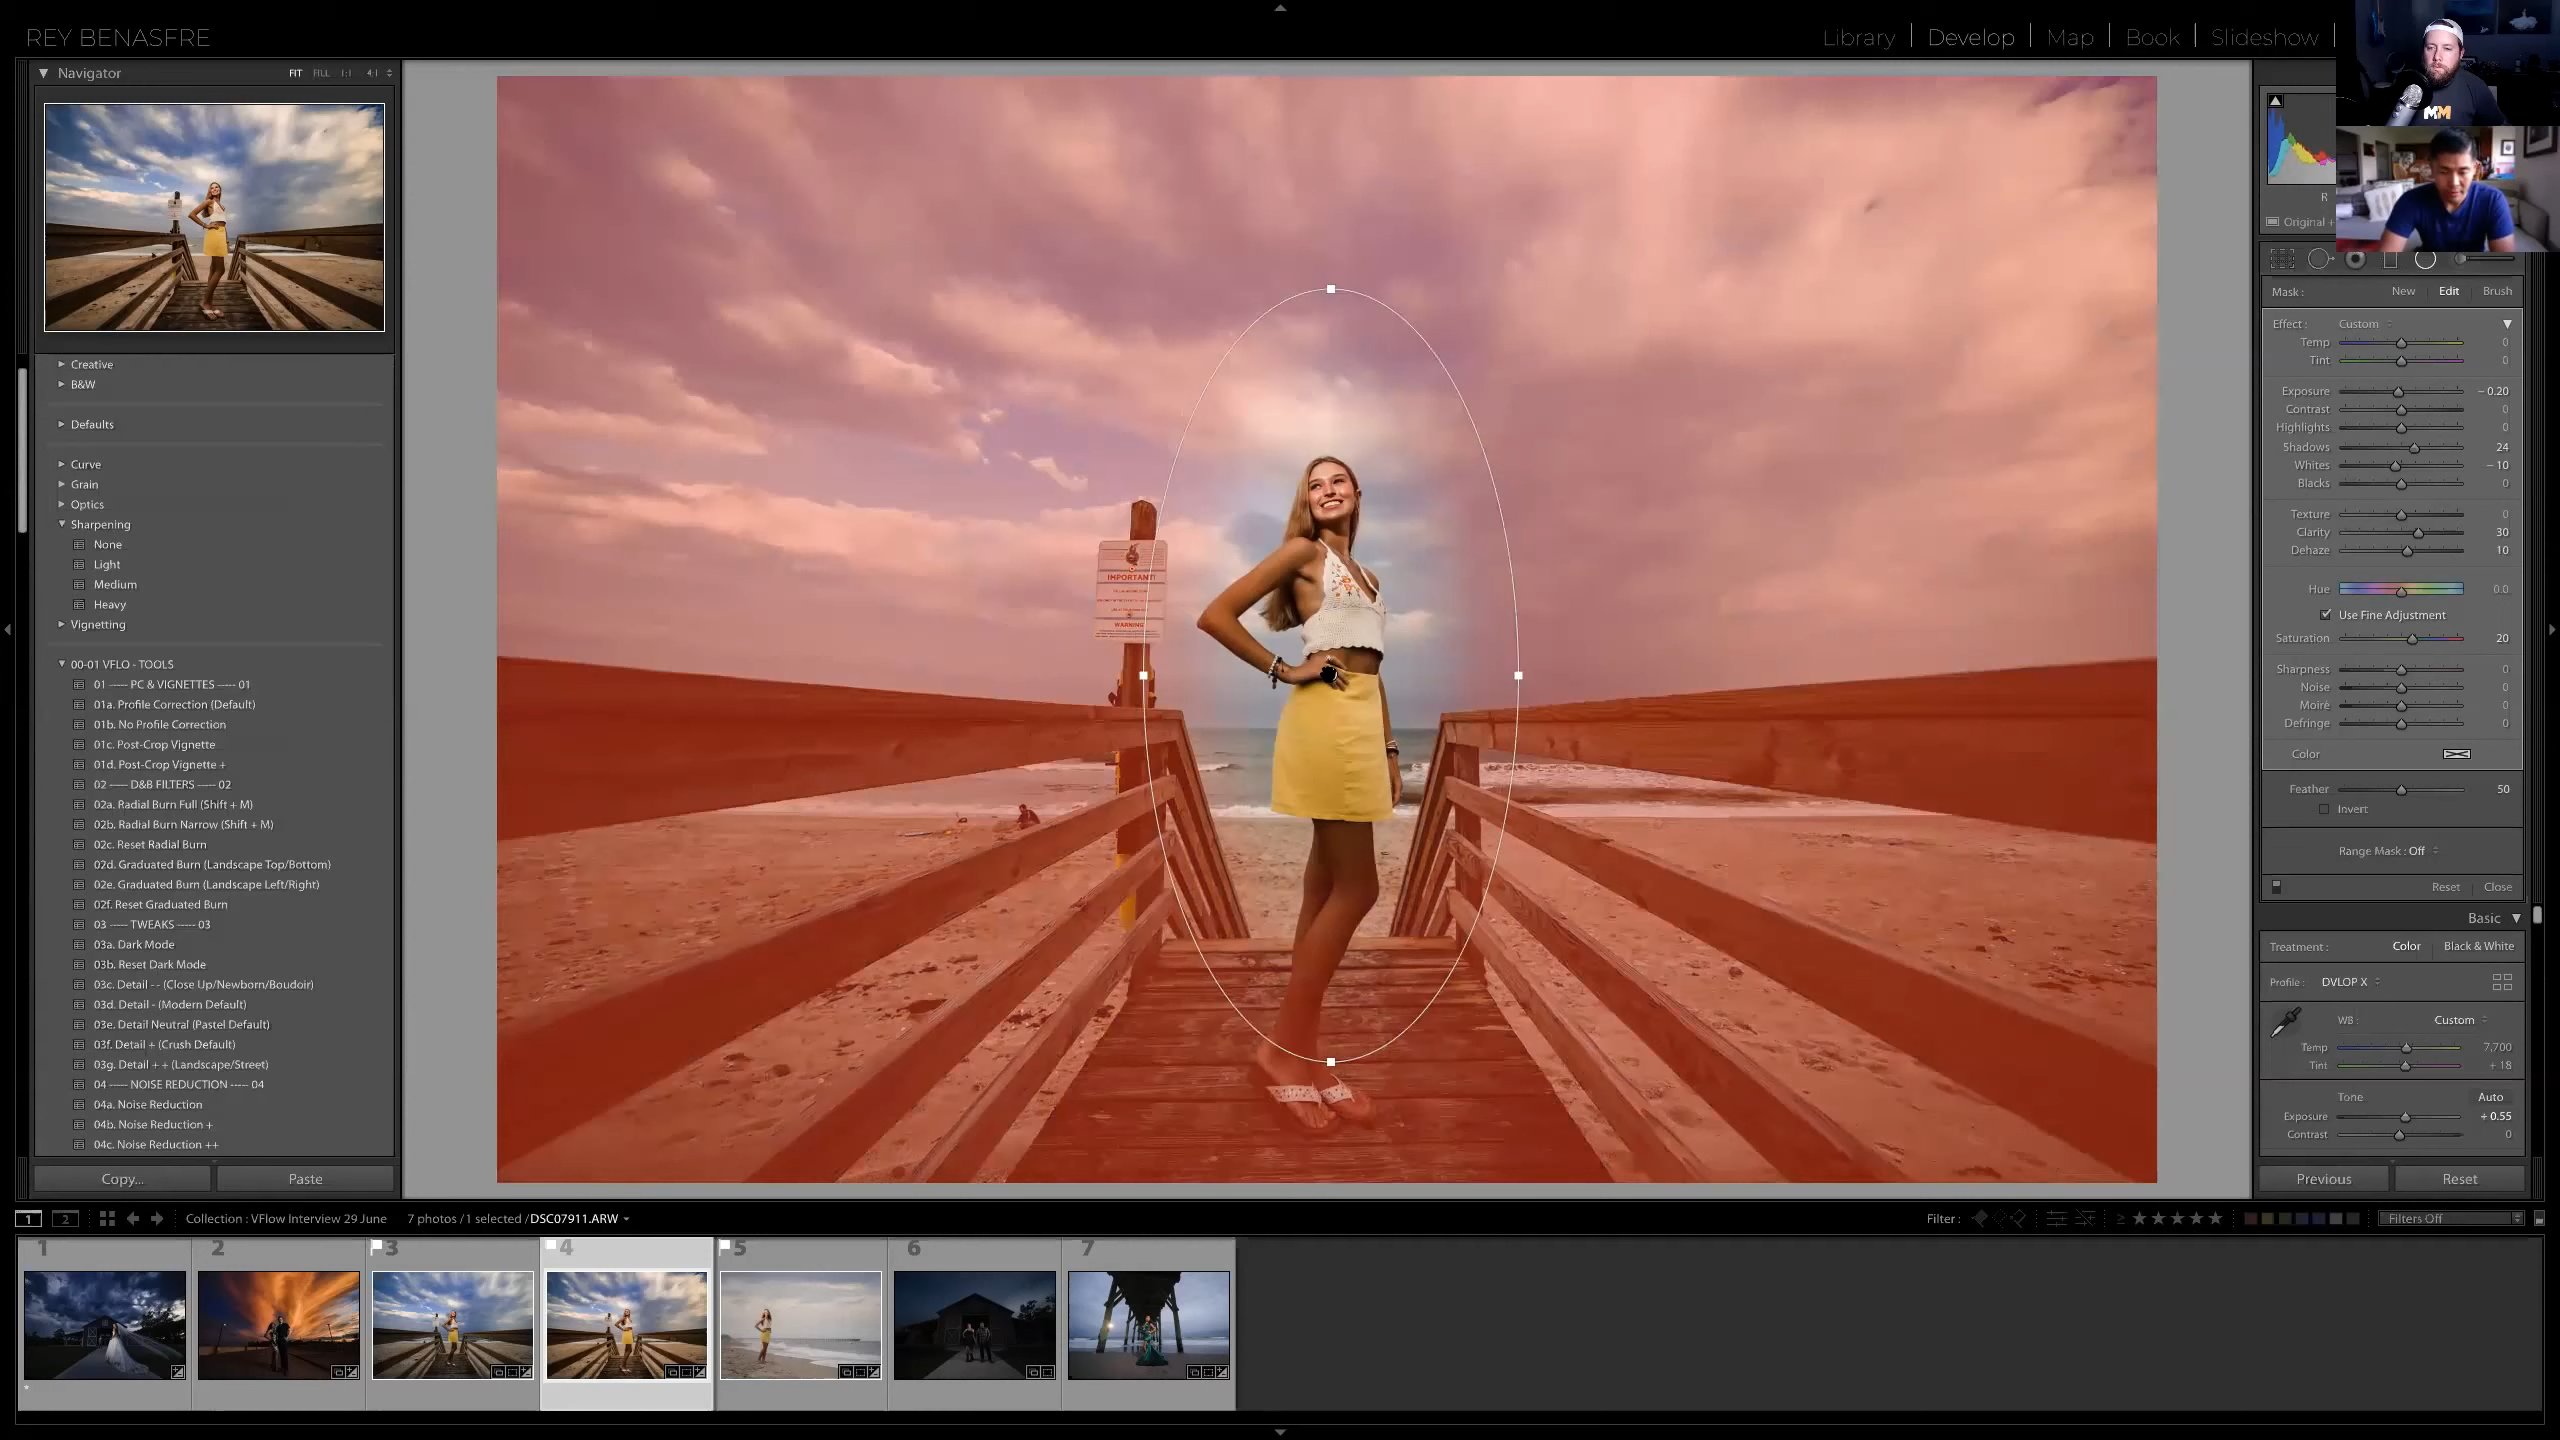 REY BENASFRE
Library | Develop | Map | Book | Slideshow |
Navigator FIT FILL 1:1 4:1
Creative
B&W
Defaults
Curve
Grain
Optics
Sharpening
None
Light
Medium
Heavy
Vignetting
00-01 VFLO - TOOLS
01 ----- PC & VIGNETTES ----- 01
01a. Profile Correction (Default)
01b. No Profile Correction
01c. Post-Crop Vignette
01d. Post-Crop Vignette +
02 ----- D&B FILTERS ----- 02
02a. Radial Burn Full (Shift + M)
02b. Radial Burn Narrow (Shift + M)
02c. Reset Radial Burn
02d. Graduated Burn (Landscape Top/Bottom)
02e. Graduated Burn (Landscape Left/Right)
02f. Reset Graduated Burn
03 ----- TWEAKS ----- 03
03a. Dark Mode
03b. Reset Dark Mode
03c. Detail - - (Close Up/Newborn/Boudoir)
03d. Detail - (Modern Default)
03e. Detail Neutral (Pastel Default)
03f. Detail + (Crush Default)
03g. Detail + + (Landscape/Street)
04 ----- NOISE REDUCTION ----- 04
04a. Noise Reduction
04b. Noise Reduction +
04c. Noise Reduction ++
Copy... Paste
IMPORTANT!
WARNING
MM
R
Original +
Mask : New Edit Brush
Effect : Custom
Temp 0
Tint 0
Exposure - 0.20
Contrast 0
Highlights 0
Shadows 24
Whites - 10
Blacks 0
Texture 0
Clarity 30
Dehaze 10
Hue 0.0
Use Fine Adjustment
Saturation 20
Sharpness 0
Noise 0
Moiré 0
Defringe 0
Color
Feather 50
Invert
Range Mask : Off
Reset Close
Basic
Treatment : Color Black & White
Profile : DVLOP X
WB : Custom
Temp 7,700
Tint + 18
Tone Auto
Exposure + 0.55
Contrast 0
Previous Reset
1 2 Collection : VFlow Interview 29 June 7 photos / 1 selected / DSC07911.ARW Filter : ≥ ★★★★★ Filters Off
1 2 3 4 5 6 7